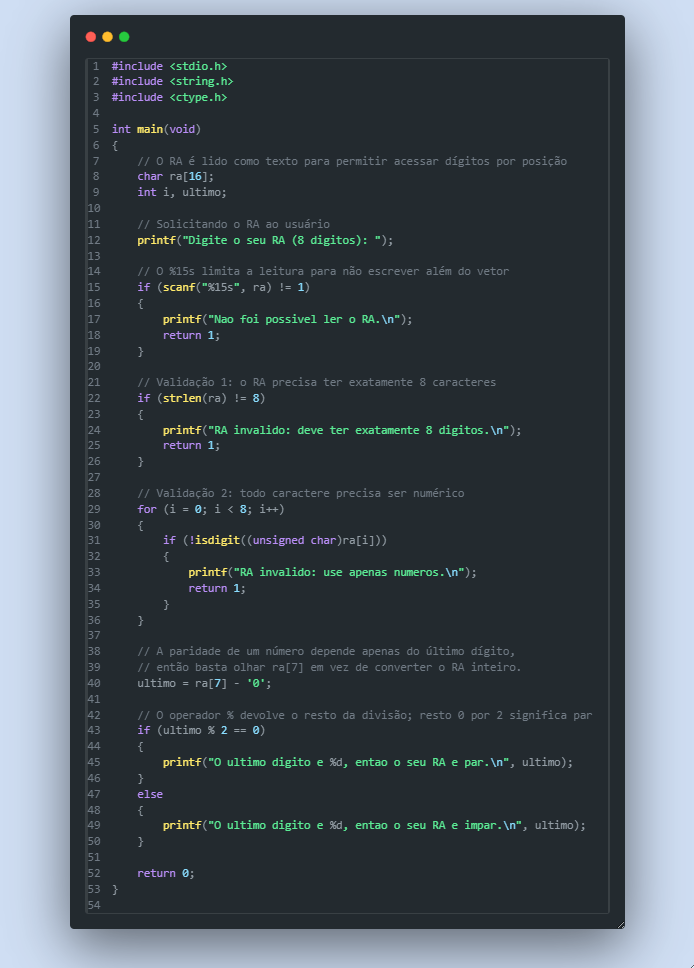 1 #include <stdio.h>
2 #include <string.h>
3 #include <ctype.h>
4
5 int main(void)
6 {
7     // O RA é lido como texto para permitir acessar dígitos por posição
8     char ra[16];
9     int i, ultimo;
10
11     // Solicitando o RA ao usuário
12     printf("Digite o seu RA (8 digitos): ");
13
14     // O %15s limita a leitura para não escrever além do vetor
15     if (scanf("%15s", ra) != 1)
16     {
17         printf("Nao foi possivel ler o RA.\n");
18         return 1;
19     }
20
21     // Validação 1: o RA precisa ter exatamente 8 caracteres
22     if (strlen(ra) != 8)
23     {
24         printf("RA invalido: deve ter exatamente 8 digitos.\n");
25         return 1;
26     }
27
28     // Validação 2: todo caractere precisa ser numérico
29     for (i = 0; i < 8; i++)
30     {
31         if (!isdigit((unsigned char)ra[i]))
32         {
33             printf("RA invalido: use apenas numeros.\n");
34             return 1;
35         }
36     }
37
38     // A paridade de um número depende apenas do último dígito,
39     // então basta olhar ra[7] em vez de converter o RA inteiro.
40     ultimo = ra[7] - '0';
41
42     // O operador % devolve o resto da divisão; resto 0 por 2 significa par
43     if (ultimo % 2 == 0)
44     {
45         printf("O ultimo digito e %d, entao o seu RA e par.\n", ultimo);
46     }
47     else
48     {
49         printf("O ultimo digito e %d, entao o seu RA e impar.\n", ultimo);
50     }
51
52     return 0;
53 }
54